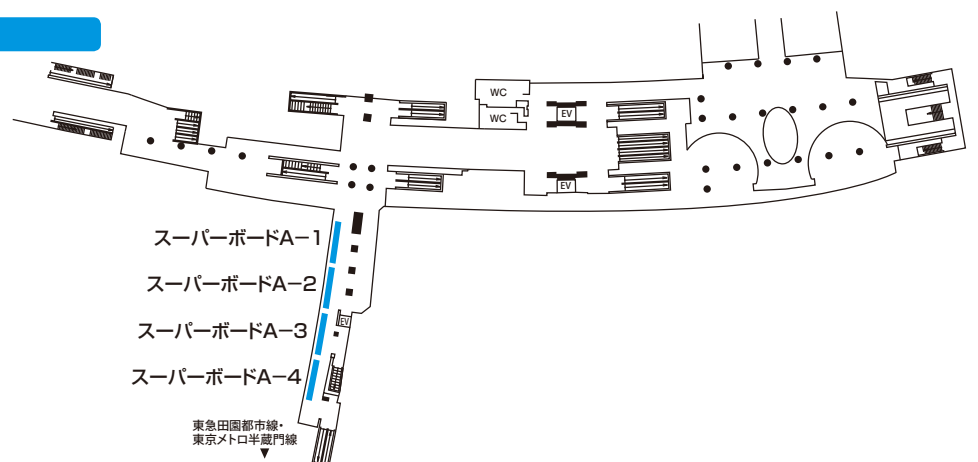 WC
EV
WC
EV
スーパーボードA−1
スーパーボードA−2
スーパーボードA−3
EV
スーパーボードA−4
東急田園都市線・
東京メトロ半蔵門線
▼